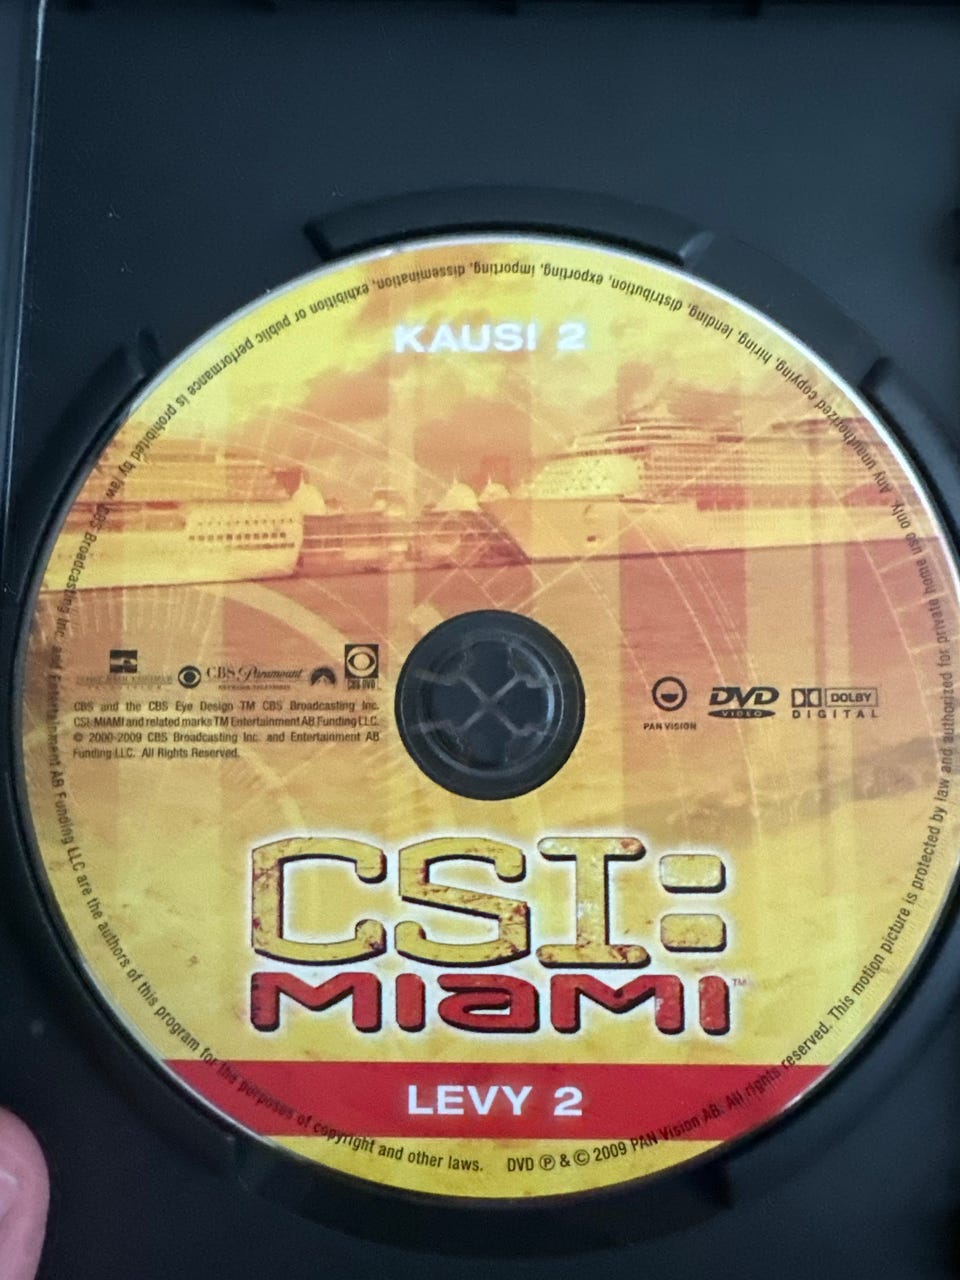 KAUSI 2
CBS Paramount
CBS DVD
CBS and the CBS Eye Design TM CBS Broadcasting Inc.
CSI: MIAMI and related marks TM Entertainment AB Funding LLC.
© 2000-2009 CBS Broadcasting Inc. and Entertainment AB
Funding LLC. All Rights Reserved.
PAN VISION
DVD
VIDEO
DOLBY
DIGITAL
CSI:
MIAMI™
LEVY 2
DVD ℗ & © 2009 PAN Vision AB. All rights reserved. This motion picture is protected by law and authorized for private home use only. Any unauthorized copying, hiring, lending, distribution, exporting, importing, dissemination, exhibition or public performance is prohibited by law. CBS Broadcasting Inc. and Entertainment AB Funding LLC are the authors of this program for the purposes of copyright and other laws.